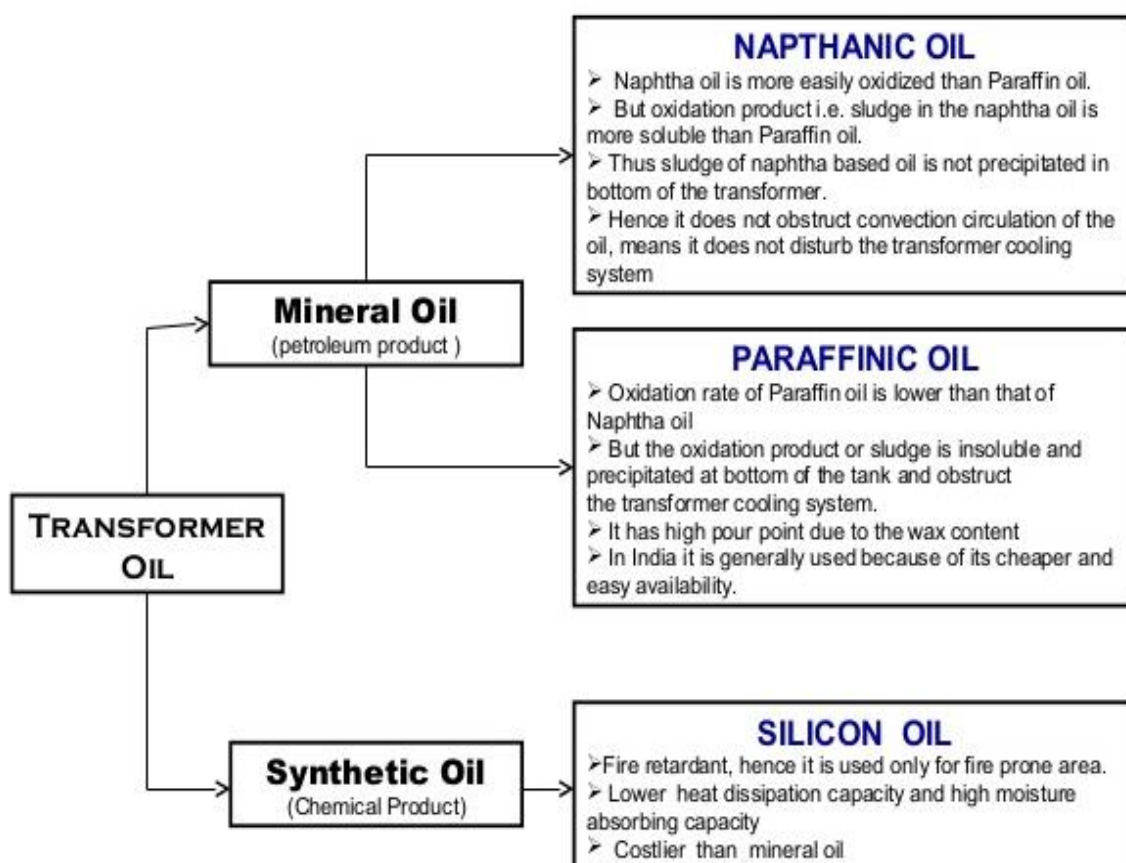 NAPTHANIC OIL
➢ Naphtha oil is more easily oxidized than Paraffin oil.
➢ But oxidation product i.e. sludge in the naphtha oil is
more soluble than Paraffin oil.
➢ Thus sludge of naphtha based oil is not precipitated in
bottom of the transformer.
➢ Hence it does not obstruct convection circulation of the
oil, means it does not disturb the transformer cooling
system
Mineral Oil
(petroleum product )
PARAFFINIC OIL
➢ Oxidation rate of Paraffin oil is lower than that of
Naphtha oil
➢ But the oxidation product or sludge is insoluble and
precipitated at bottom of the tank and obstruct
the transformer cooling system.
➢ It has high pour point due to the wax content
➢ In India it is generally used because of its cheaper and
easy availability.
TRANSFORMER
OIL
Synthetic Oil
(Chemical Product)
SILICON OIL
➢Fire retardant, hence it is used only for fire prone area.
➢ Lower heat dissipation capacity and high moisture
absorbing capacity
➢ Costlier than mineral oil